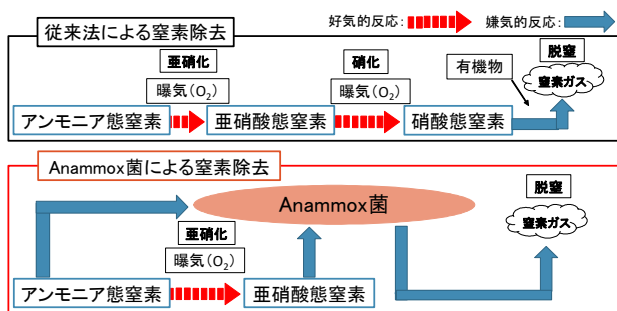 好気的反応:
嫌気的反応:
従来法による窒素除去
亜硝化
硝化
脱窒
曝気(O₂)
曝気(O₂)
有機物
窒素ガス
アンモニア態窒素
亜硝酸態窒素
硝酸態窒素
Anammox菌による窒素除去
脱窒
Anammox菌
窒素ガス
亜硝化
曝気(O₂)
アンモニア態窒素
亜硝酸態窒素